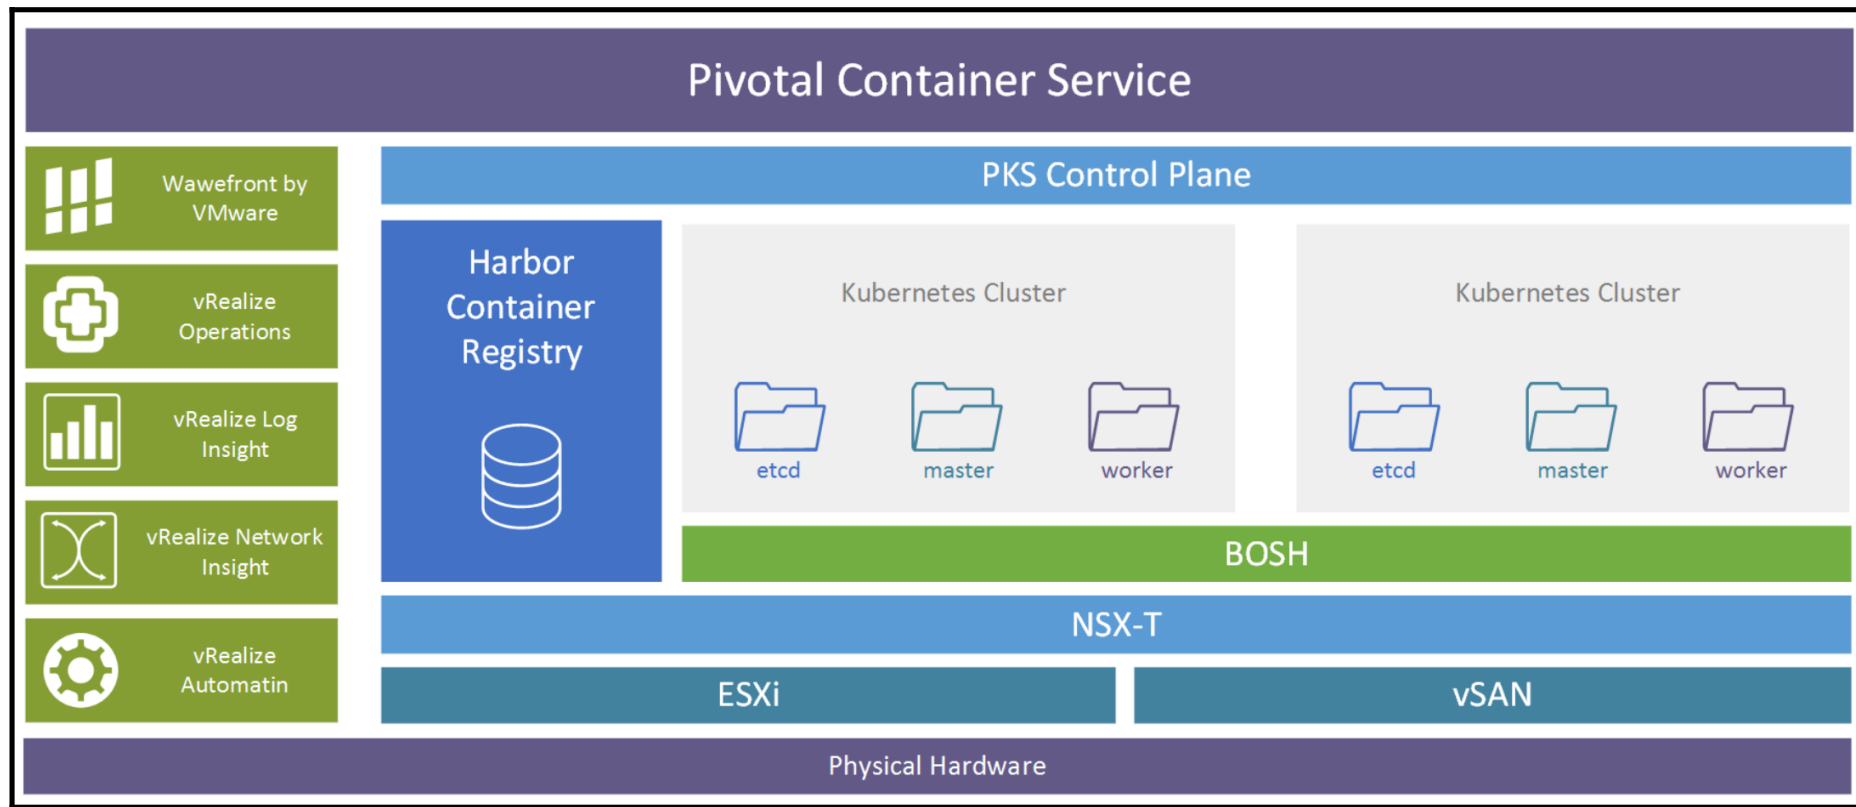 Pivotal Container Service
Wawefront by
VMware
vRealize
Operations
vRealize Log
Insight
vRealize Network
Insight
vRealize
Automatin
PKS Control Plane
Harbor
Container
Registry
Kubernetes Cluster
etcd
master
worker
Kubernetes Cluster
etcd
master
worker
BOSH
NSX-T
ESXi
vSAN
Physical Hardware